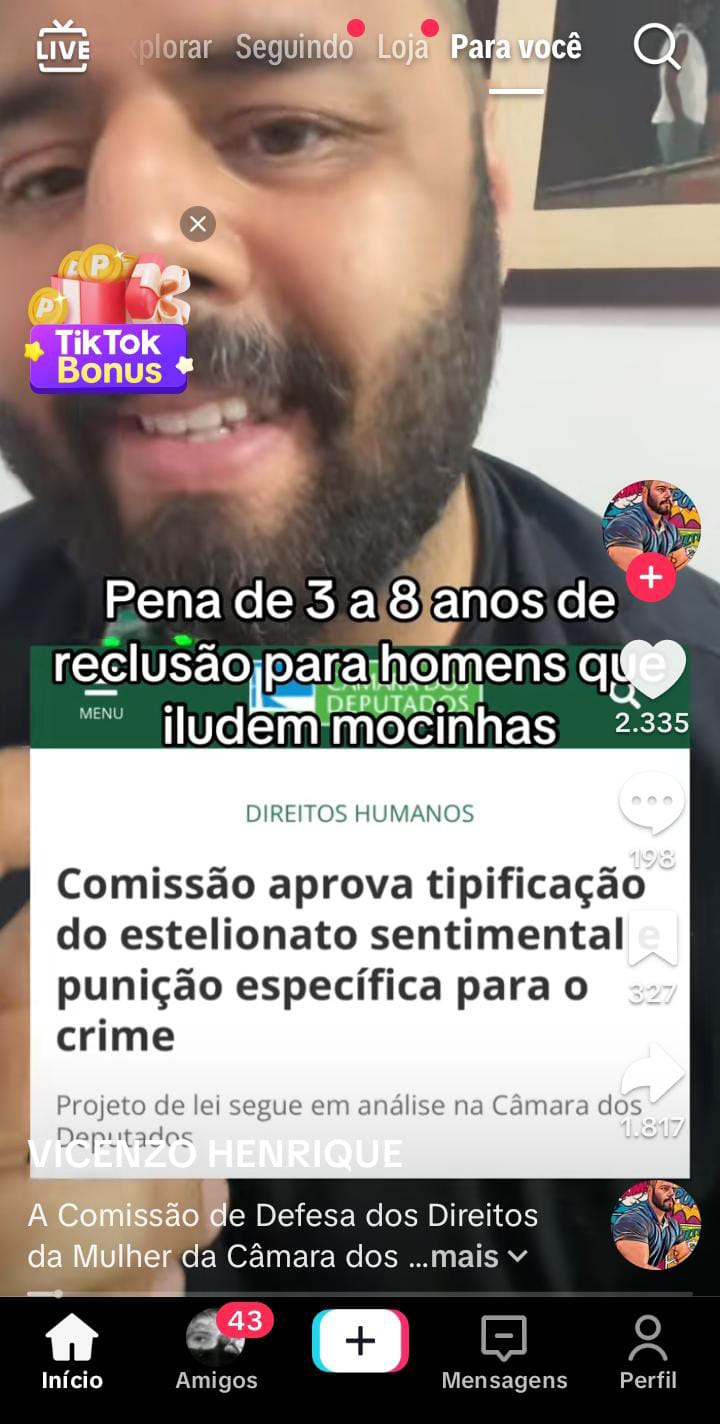 LIVE
xplorar Seguindo Loja Para você
P
P
TikTok
Bonus
Pena de 3 a 8 anos de
reclusão para homens que
iludem mocinhas
MENU
CÂMARA DOS
DEPUTADOS
2.335
DIREITOS HUMANOS
198
Comissão aprova tipificação
do estelionato sentimental e
punição específica para o
crime
327
Projeto de lei segue em análise na Câmara dos
Deputados
1.817
VICENZO HENRIQUE
A Comissão de Defesa dos Direitos
da Mulher da Câmara dos ...mais
43
Início Amigos Mensagens Perfil